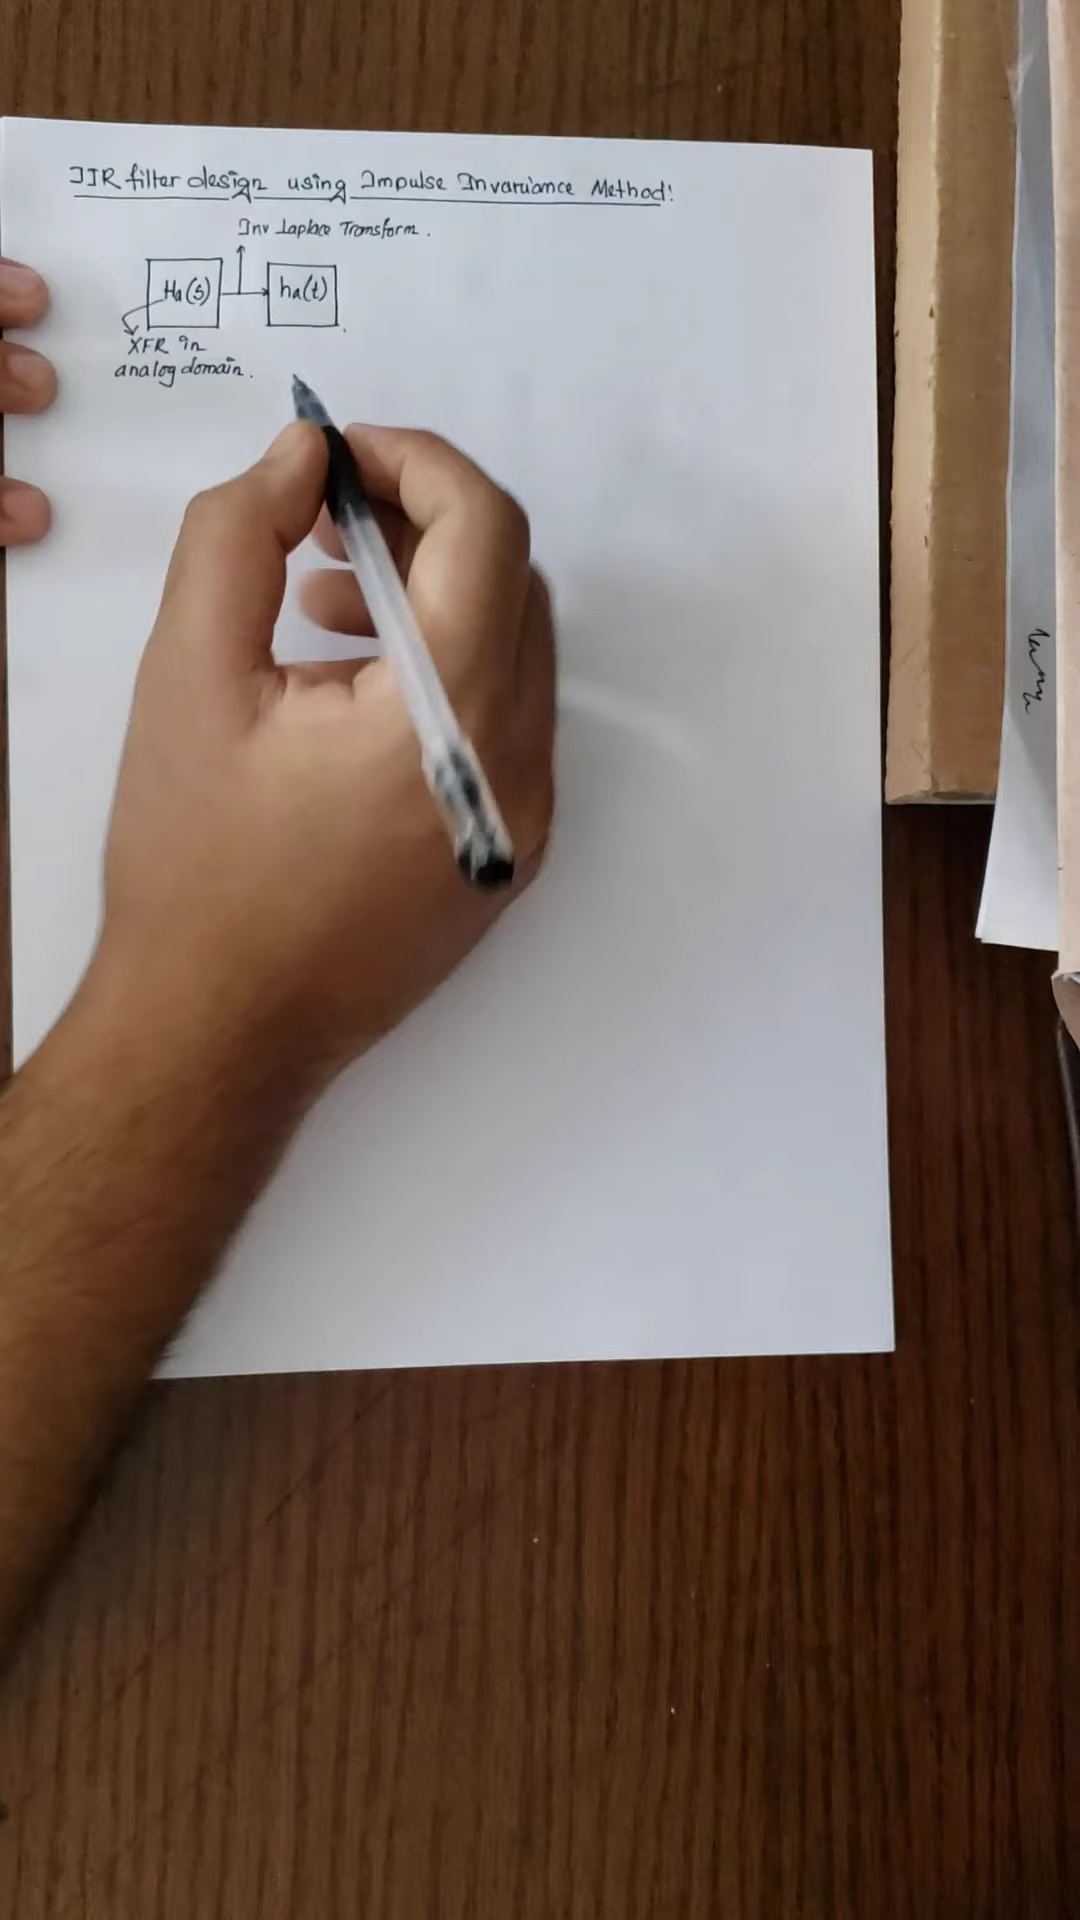 IIR filter design using Impulse Invariance Method:
Inv Laplace Transform.
Ha(s) ha(t)
XFR in
analog domain.